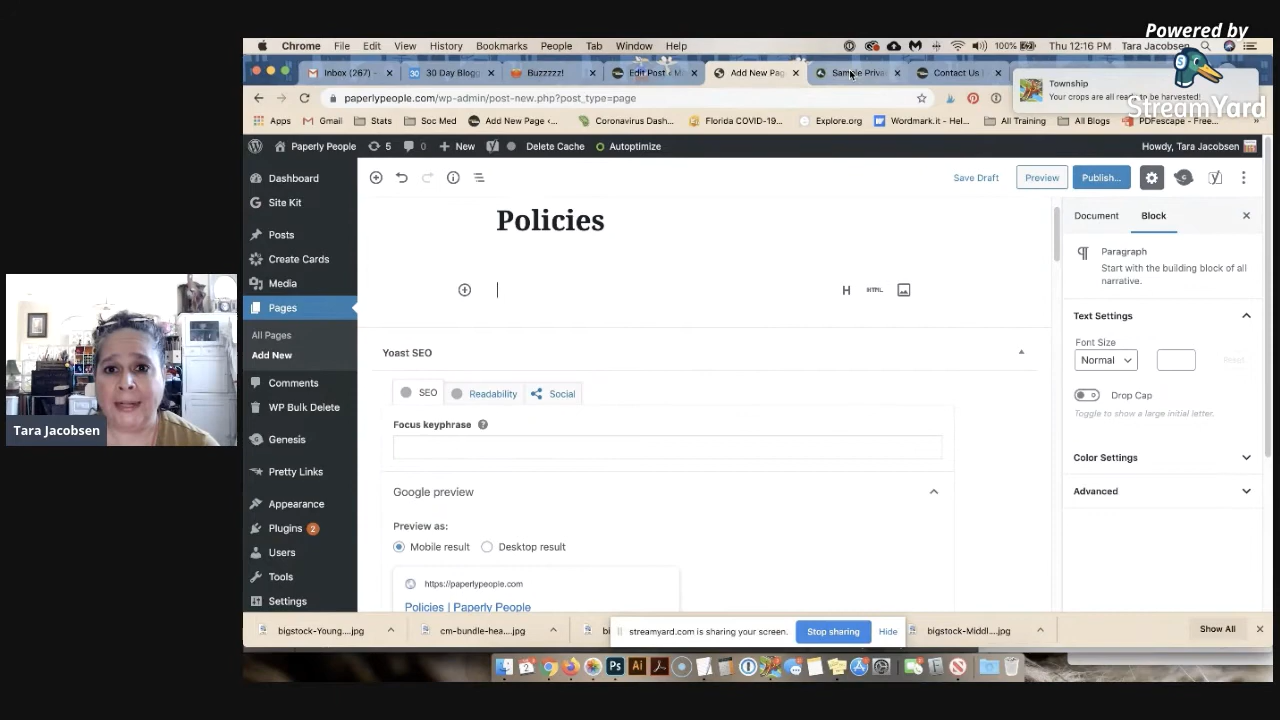 Powered by
StreamYard
Chrome File Edit View History Bookmarks People Tab Window Help
100% Thu 12:16 PM Tara Jacobsen
Inbox (267) -
30 Day Blogg
Buzzzzz!
Edit Post
Add New Pag
Sample Priva
Contact Us
Township
Your crops are all ready to be harvested!
paperlypeople.com/wp-admin/post-new.php?post_type=page
Apps Gmail Stats Soc Med Add New Page <... Coronavirus Dash... Florida COVID-19... Explore.org Wordmark.it - Hel... All Training All Blogs PDFescape - Free...
Paperly People 5 0 New Delete Cache Autoptimize Howdy, Tara Jacobsen
Dashboard
Site Kit
Posts
Create Cards
Media
Pages
All Pages
Add New
Comments
WP Bulk Delete
Genesis
Pretty Links
Appearance
Plugins 2
Users
Tools
Settings
Save Draft Preview Publish...
Policies
H HTML
Yoast SEO
SEO Readability Social
Focus keyphrase
Google preview
Preview as:
Mobile result Desktop result
https://paperlypeople.com
Policies | Paperly People
Document Block
Paragraph
Start with the building block of all
narrative.
Text Settings
Font Size
Normal
Reset
Drop Cap
Toggle to show a large initial letter.
Color Settings
Advanced
Tara Jacobsen
bigstock-Young....jpg
cm-bundle-hea....jpg
bi
streamyard.com is sharing your screen. Stop sharing Hide
bigstock-Middl....jpg
Show All